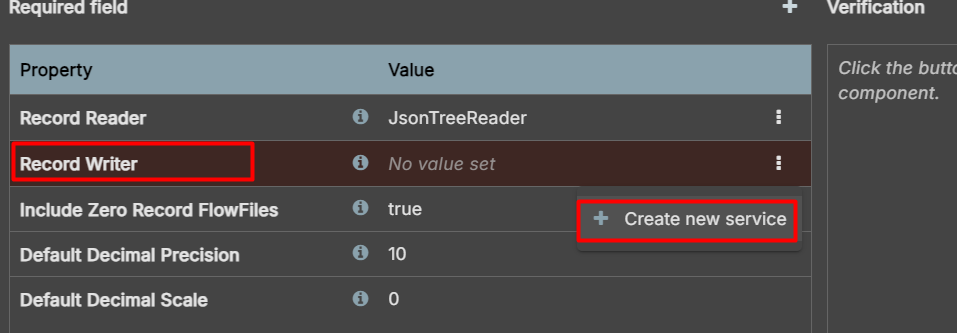 Required field
Verification
Property Value
Click the butto
component.
Record Reader JsonTreeReader
Record Writer No value set
Include Zero Record FlowFiles true
Create new service
Default Decimal Precision 10
Default Decimal Scale 0